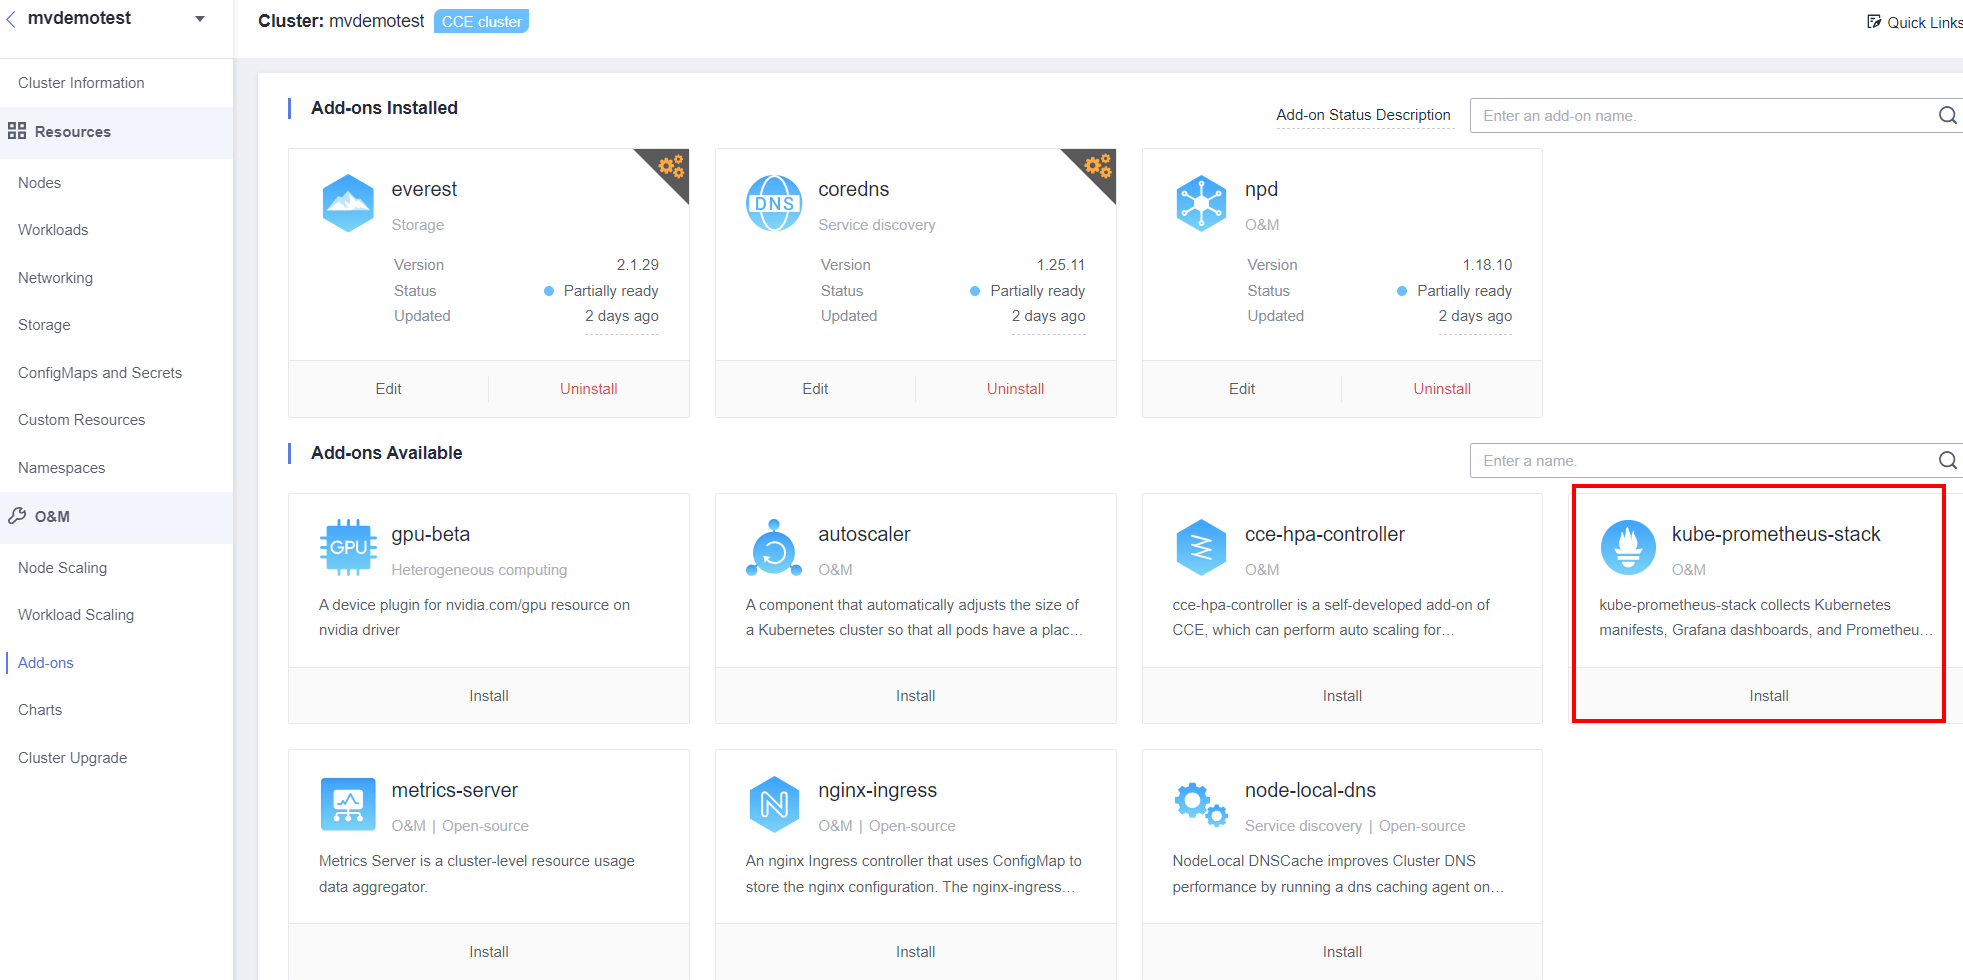 mvdemotest
Cluster: mvdemotest CCE cluster
Quick Links
Cluster Information
Resources
Nodes
Workloads
Networking
Storage
ConfigMaps and Secrets
Custom Resources
Namespaces
O&M
Node Scaling
Workload Scaling
Add-ons
Charts
Cluster Upgrade
Add-ons Installed
Add-on Status Description
Enter an add-on name.
everest
Storage
Version 2.1.29
Status Partially ready
Updated 2 days ago
Edit Uninstall
DNS
coredns
Service discovery
Version 1.25.11
Status Partially ready
Updated 2 days ago
Edit Uninstall
npd
O&M
Version 1.18.10
Status Partially ready
Updated 2 days ago
Edit Uninstall
Add-ons Available
Enter a name.
GPU
gpu-beta
Heterogeneous computing
A device plugin for nvidia.com/gpu resource on
nvidia driver
Install
autoscaler
O&M
A component that automatically adjusts the size of
a Kubernetes cluster so that all pods have a plac...
Install
cce-hpa-controller
O&M
cce-hpa-controller is a self-developed add-on of
CCE, which can perform auto scaling for...
Install
kube-prometheus-stack
O&M
kube-prometheus-stack collects Kubernetes
manifests, Grafana dashboards, and Prometheu...
Install
metrics-server
O&M | Open-source
Metrics Server is a cluster-level resource usage
data aggregator.
Install
N
nginx-ingress
O&M | Open-source
An nginx Ingress controller that uses ConfigMap to
store the nginx configuration. The nginx-ingress...
Install
node-local-dns
Service discovery | Open-source
NodeLocal DNSCache improves Cluster DNS
performance by running a dns caching agent on...
Install